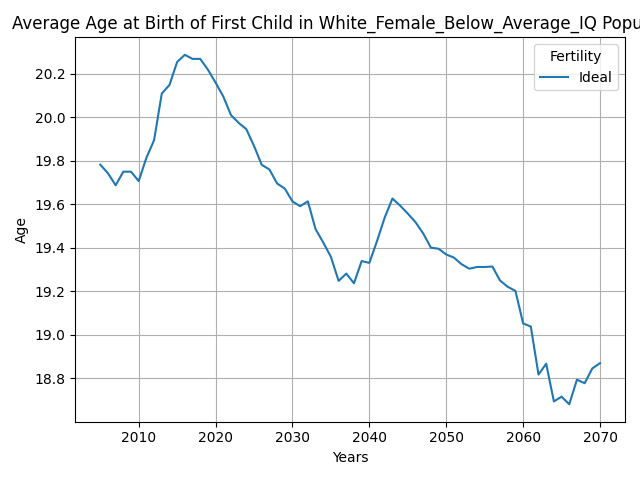 Average Age at Birth of First Child in White_Female_Below_Average_IQ Popu
Fertility
Ideal
20.2
20.0
19.8
19.6
19.4
19.2
19.0
18.8
Age
2010 2020 2030 2040 2050 2060 2070
Years